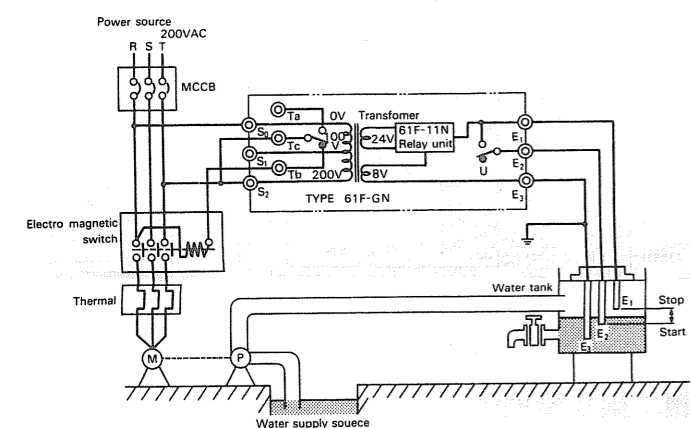 Power source
200VAC
R S T
MCCB
Ta
0V
Transfomer
S0
Tc
100
V
24V
61F-11N
Relay unit
E1
S1
E2
Tb
200V
8V
U
S2
E3
TYPE 61F-GN
Electro magnetic
switch
Thermal
Water tank
E1
Stop
E2
Start
E3
M
P
Water supply souece